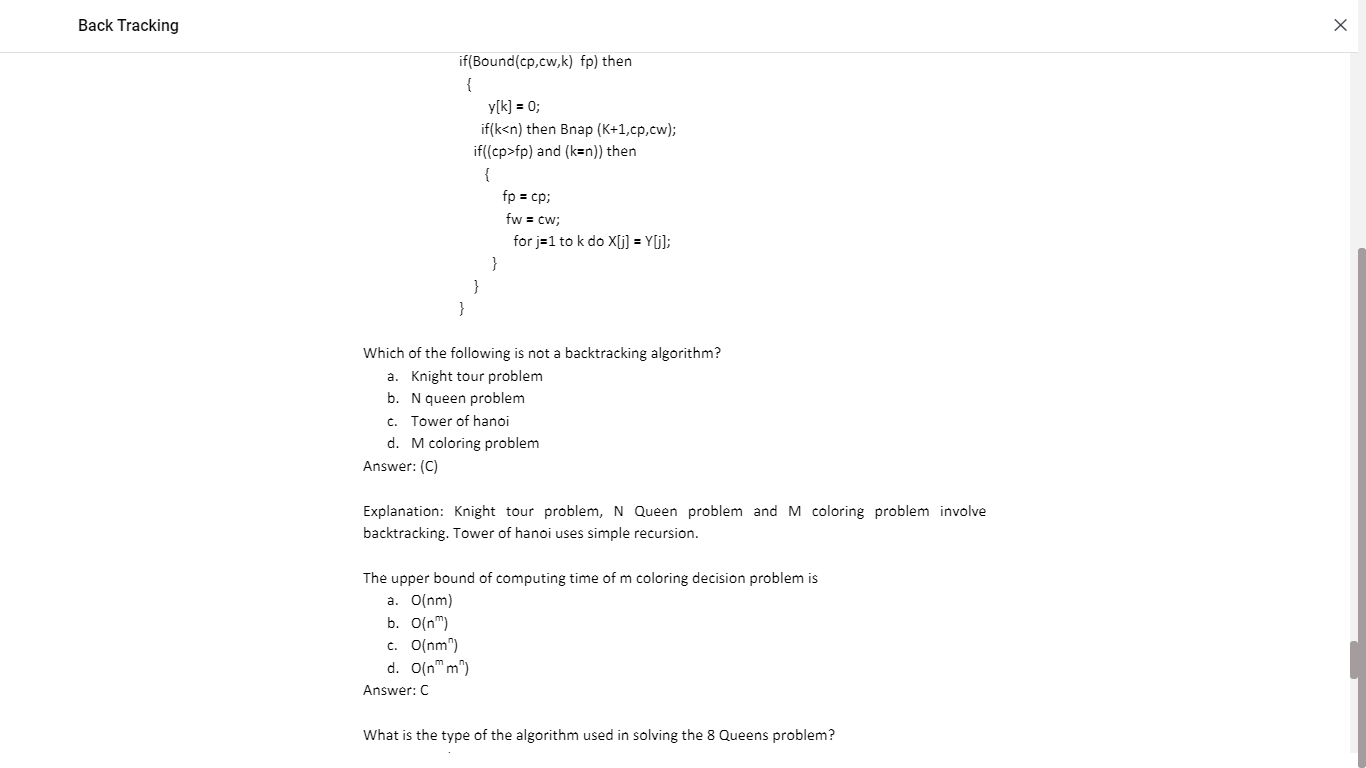 Back Tracking
if(Bound(cp,cw,k) fp) then
{
y[k] = 0;
if(k<n) then Bnap (K+1,cp,cw);
if((cp>fp) and (k=n)) then
{
fp = cp;
fw = cw;
for j=1 to k do X[j] = Y[j];
}
}
}
Which of the following is not a backtracking algorithm?
a. Knight tour problem
b. N queen problem
c. Tower of hanoi
d. M coloring problem
Answer: (C)
Explanation: Knight tour problem, N Queen problem and M coloring problem involve
backtracking. Tower of hanoi uses simple recursion.
The upper bound of computing time of m coloring decision problem is
a. O(nm)
b. O(nᵐ)
c. O(nmⁿ)
d. O(nᵐ mⁿ)
Answer: C
What is the type of the algorithm used in solving the 8 Queens problem?